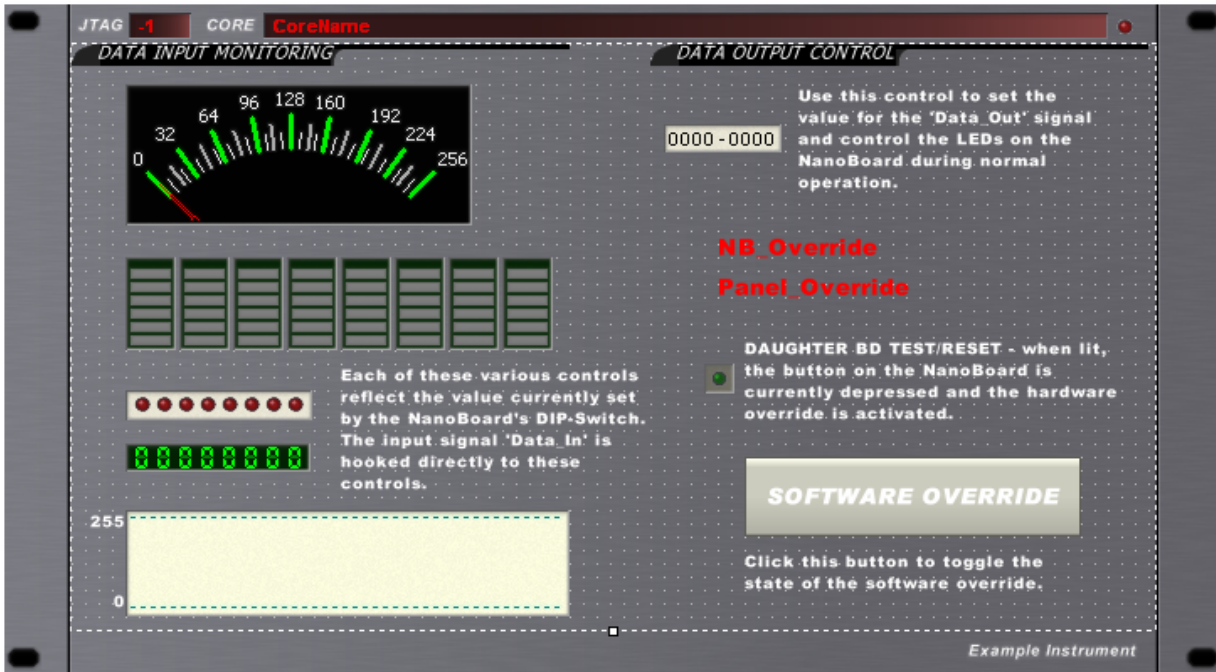 JTAG -1 CORE CoreName
DATA INPUT MONITORING
0 32 64 96 128 160 192 224 256
Each of these various controls
reflect the value currently set
by the NanoBoard's DIP-Switch.
The input signal 'Data_In' is
hooked directly to these
controls.
00000000
255
0
DATA OUTPUT CONTROL
0000-0000
Use this control to set the
value for the 'Data_Out' signal
and control the LEDs on the
NanoBoard during normal
operation.
NB_Override
Panel_Override
DAUGHTER BD TEST/RESET - when lit,
the button on the NanoBoard is
currently depressed and the hardware
override is activated.
SOFTWARE OVERRIDE
Click this button to toggle the
state of the software override.
Example Instrument